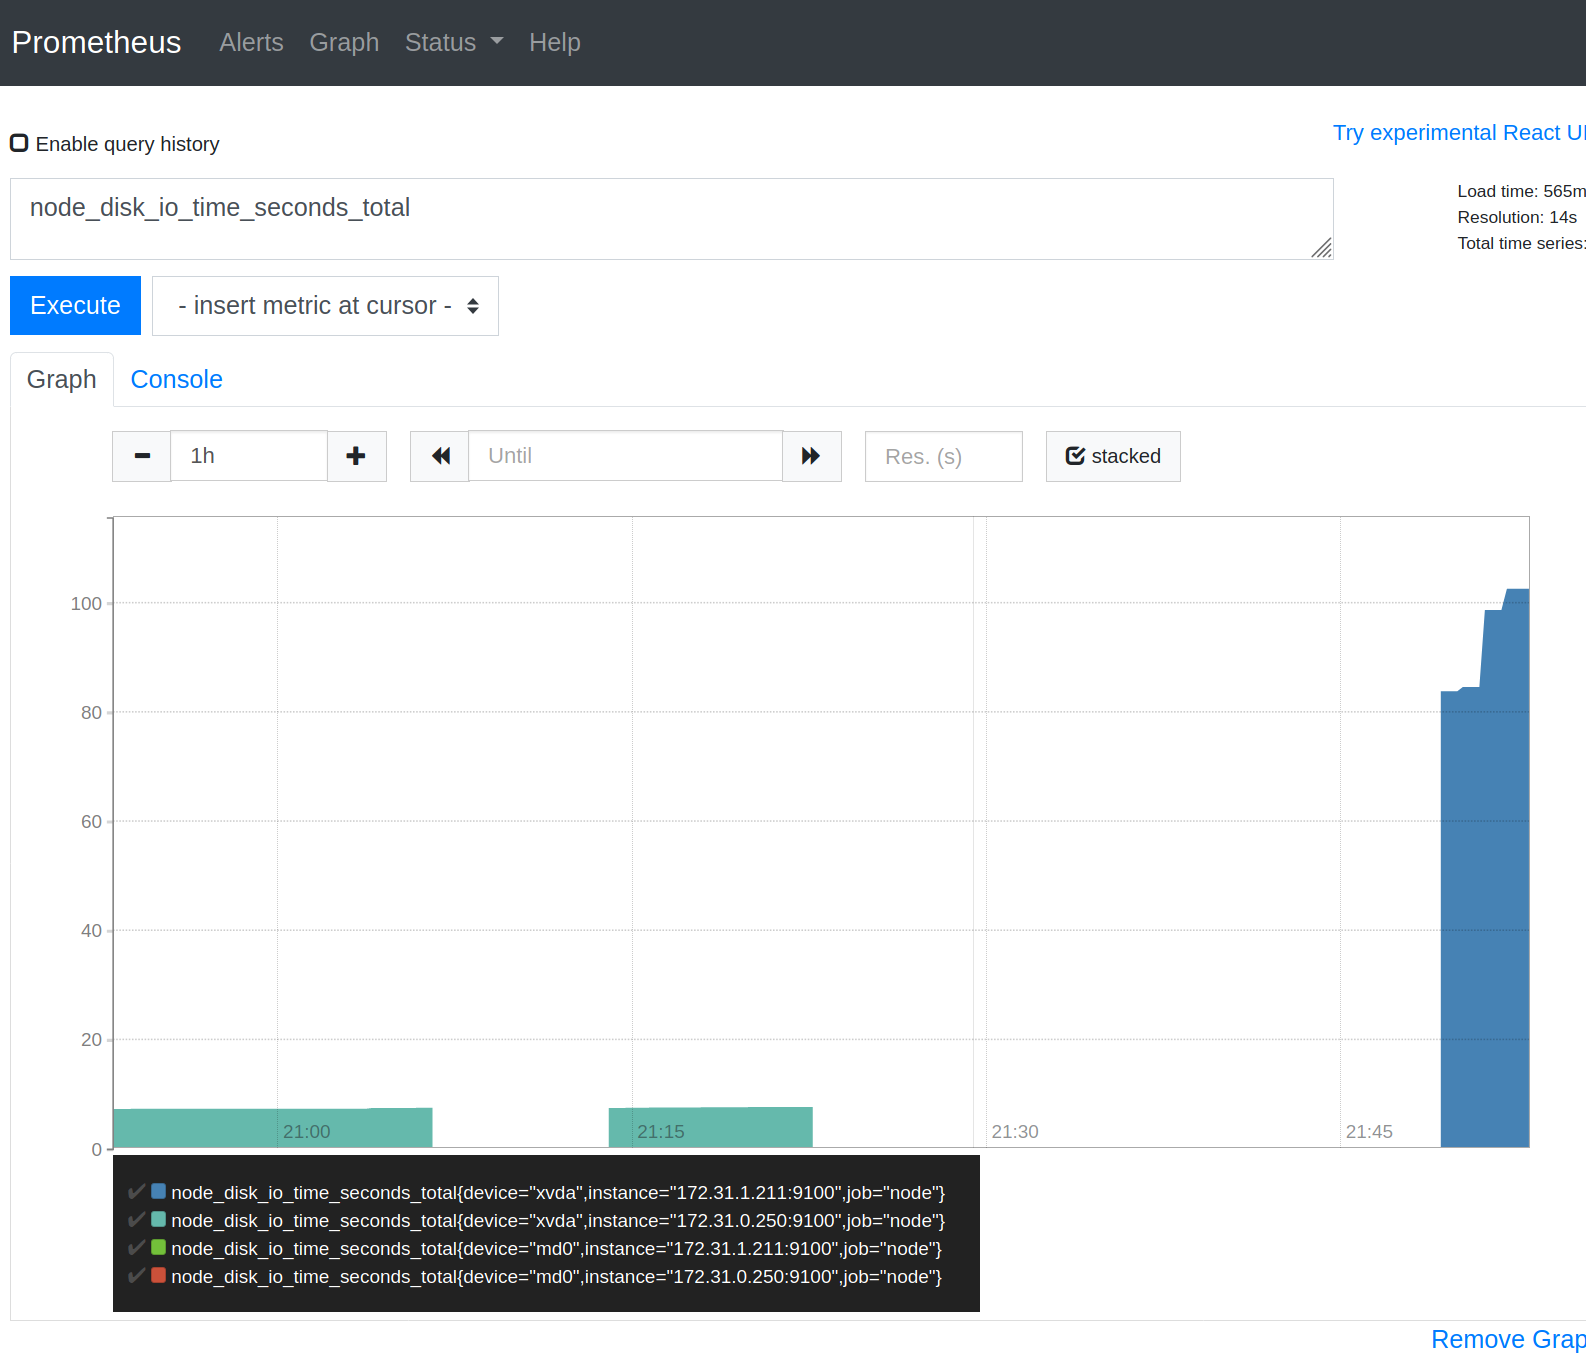 Prometheus Alerts Graph Status Help
Enable query history
Try experimental React UI
node_disk_io_time_seconds_total
Load time: 565m
Resolution: 14s
Total time series:
Execute - insert metric at cursor -
Graph Console
1h Until Res. (s) stacked
100
80
60
40
20
0
21:00 21:15 21:30 21:45
node_disk_io_time_seconds_total{device="xvda",instance="172.31.1.211:9100",job="node"}
node_disk_io_time_seconds_total{device="xvda",instance="172.31.0.250:9100",job="node"}
node_disk_io_time_seconds_total{device="md0",instance="172.31.1.211:9100",job="node"}
node_disk_io_time_seconds_total{device="md0",instance="172.31.0.250:9100",job="node"}
Remove Grap